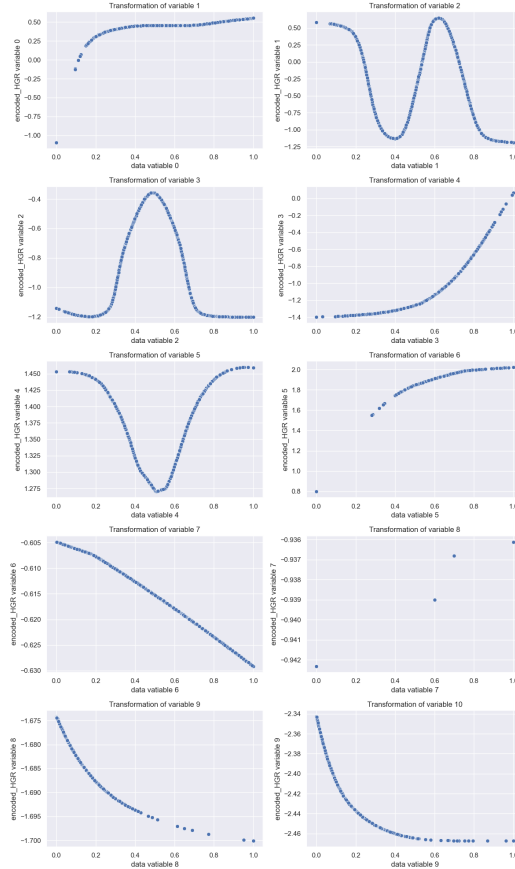 Transformation of variable 1
encoded_HGR variable 0
0.50
0.25
0.00
−0.25
−0.50
−0.75
−1.00
0.0 0.2 0.4 0.6 0.8 1.0
data vatiable 0
Transformation of variable 2
encoded_HGR variable 1
0.50
0.25
0.00
−0.25
−0.50
−0.75
−1.00
−1.25
0.0 0.2 0.4 0.6 0.8 1.0
data vatiable 1
Transformation of variable 3
encoded_HGR variable 2
−0.4
−0.6
−0.8
−1.0
−1.2
0.0 0.2 0.4 0.6 0.8 1.0
data vatiable 2
Transformation of variable 4
encoded_HGR variable 3
0.0
−0.2
−0.4
−0.6
−0.8
−1.0
−1.2
−1.4
0.0 0.2 0.4 0.6 0.8 1.0
data vatiable 3
Transformation of variable 5
encoded_HGR variable 4
1.450
1.425
1.400
1.375
1.350
1.325
1.300
1.275
0.0 0.2 0.4 0.6 0.8 1.0
data vatiable 4
Transformation of variable 6
encoded_HGR variable 5
2.0
1.8
1.6
1.4
1.2
1.0
0.8
0.0 0.2 0.4 0.6 0.8 1.0
data vatiable 5
Transformation of variable 7
encoded_HGR variable 6
−0.605
−0.610
−0.615
−0.620
−0.625
−0.630
0.0 0.2 0.4 0.6 0.8 1.0
data vatiable 6
Transformation of variable 8
encoded_HGR variable 7
−0.936
−0.937
−0.938
−0.939
−0.940
−0.941
−0.942
0.0 0.2 0.4 0.6 0.8 1.0
data vatiable 7
Transformation of variable 9
encoded_HGR variable 8
−1.675
−1.680
−1.685
−1.690
−1.695
−1.700
0.0 0.2 0.4 0.6 0.8 1.0
data vatiable 8
Transformation of variable 10
encoded_HGR variable 9
−2.34
−2.36
−2.38
−2.40
−2.42
−2.44
−2.46
0.0 0.2 0.4 0.6 0.8 1.0
data vatiable 9